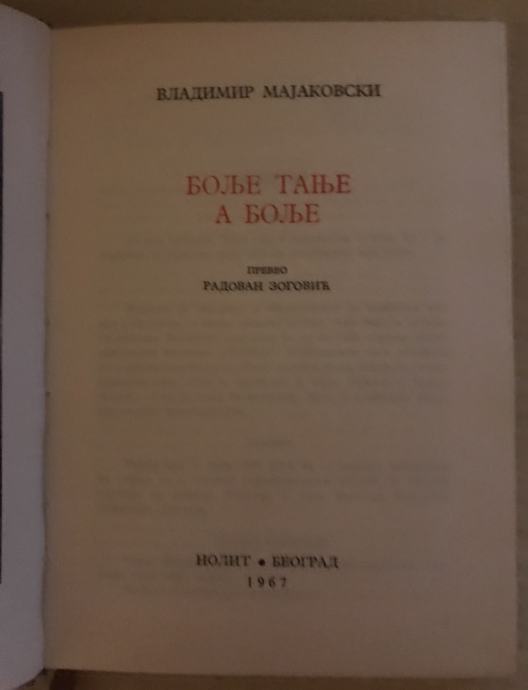 ВЛАДИМИР МАЈАКОВСКИ
БОЉЕ ТАЊЕ
А БОЉЕ
ПРЕВЕО
РАДОВАН ЗОГОВИЋ
НОЛИТ • БЕОГРАД
1967